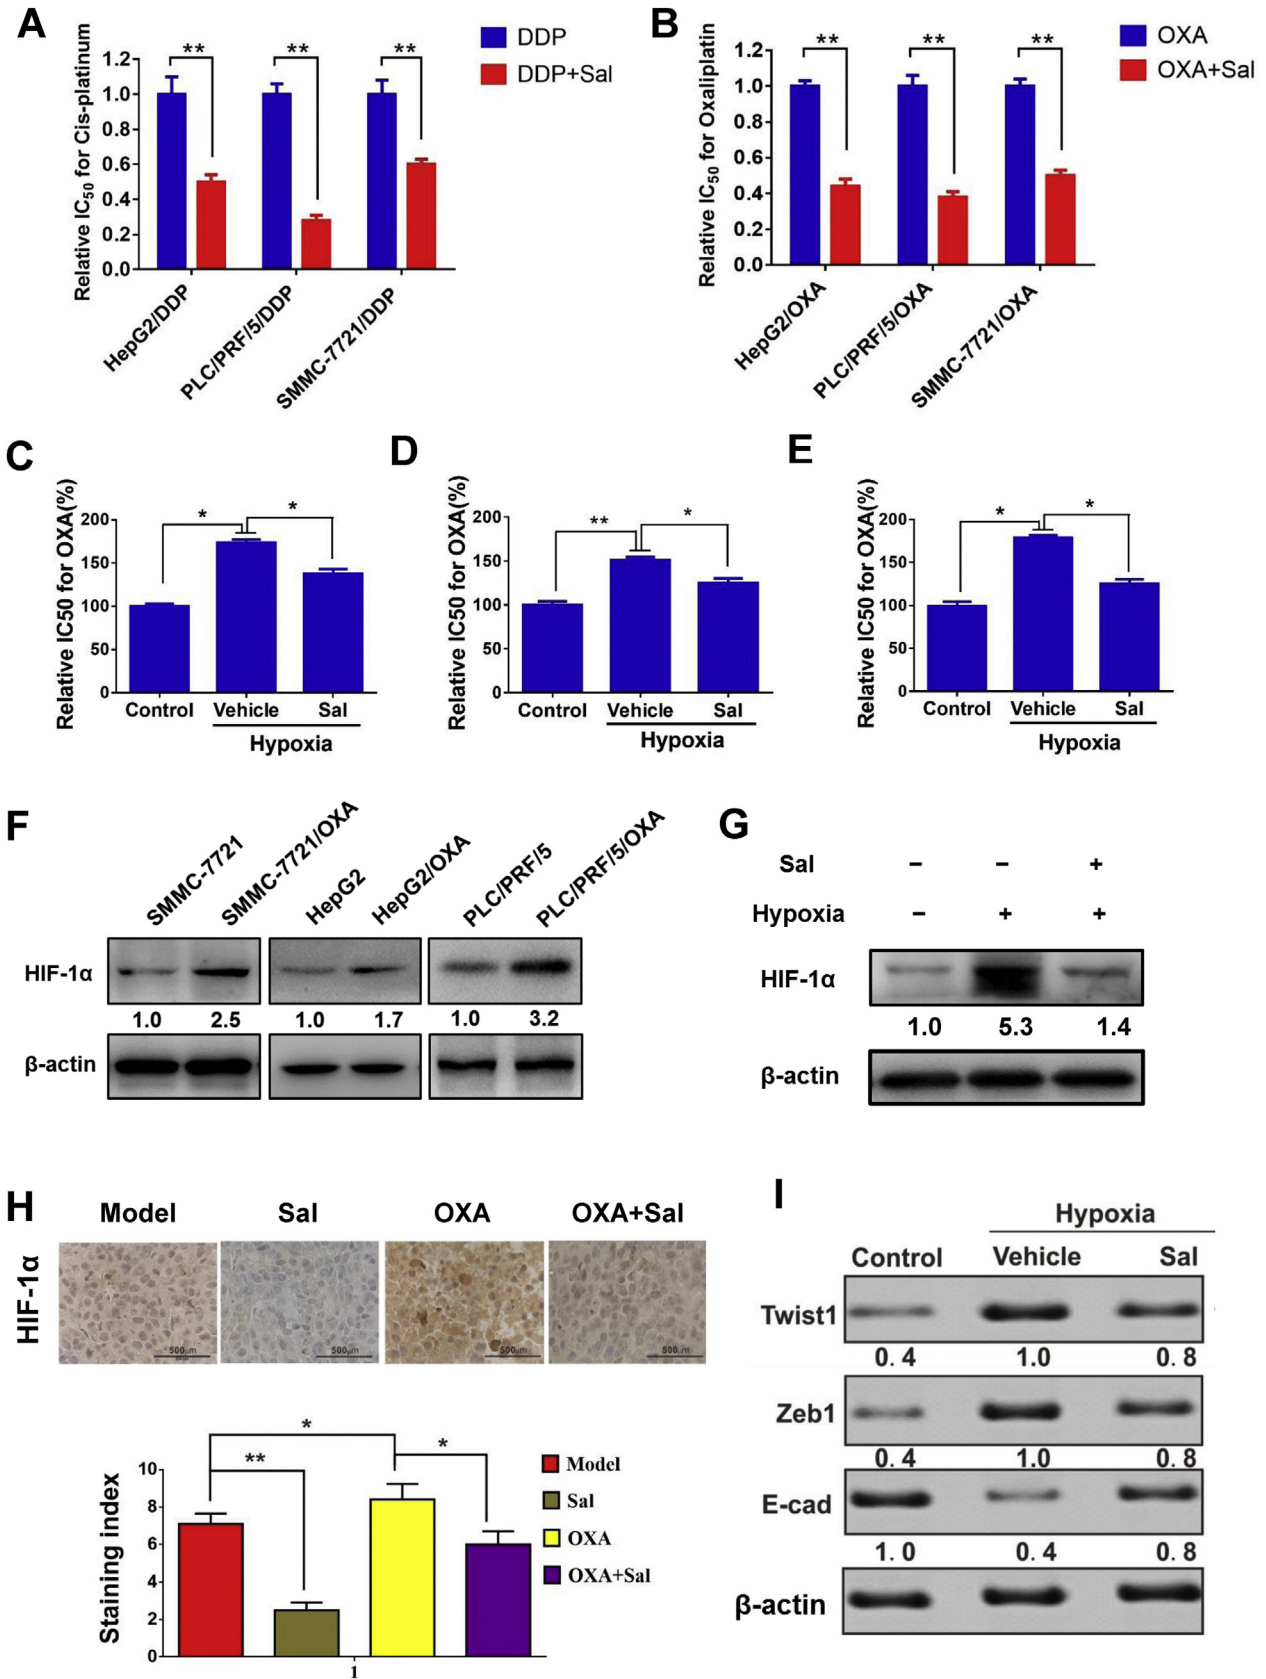 A
DDP
DDP+Sal
** ** **
Relative IC50 for Cis-platinum
1.2
1.0
0.8
0.6
0.4
0.2
0.0
HepG2/DDP
PLC/PRF/5/DDP
SMMC-7721/DDP
B
OXA
OXA+Sal
** ** **
Relative IC50 for Oxaliplatin
1.2
1.0
0.8
0.6
0.4
0.2
0.0
HepG2/OXA
PLC/PRF/5/OXA
SMMC-7721/OXA
C
Relative IC50 for OXA(%)
200
150
100
50
0
* *
Control Vehicle Sal
Hypoxia
D
Relative IC50 for OXA(%)
200
150
100
50
0
** *
Control Vehicle Sal
Hypoxia
E
Relative IC50 for OXA(%)
200
150
100
50
0
* *
Control Vehicle Sal
Hypoxia
F
SMMC-7721
SMMC-7721/OXA
HepG2
HepG2/OXA
PLC/PRF/5
PLC/PRF/5/OXA
HIF-1α
1.0 2.5 1.0 1.7 1.0 3.2
β-actin
G
Sal − − +
Hypoxia − + +
HIF-1α
1.0 5.3 1.4
β-actin
H
Model Sal OXA OXA+Sal
HIF-1α
500μm 500μm 500μm 500μm
Staining index
10
8
6
4
2
0
*
** *
1
Model
Sal
OXA
OXA+Sal
I
Hypoxia
Control Vehicle Sal
Twist1
0.4 1.0 0.8
Zeb1
0.4 1.0 0.8
E-cad
1.0 0.4 0.8
β-actin